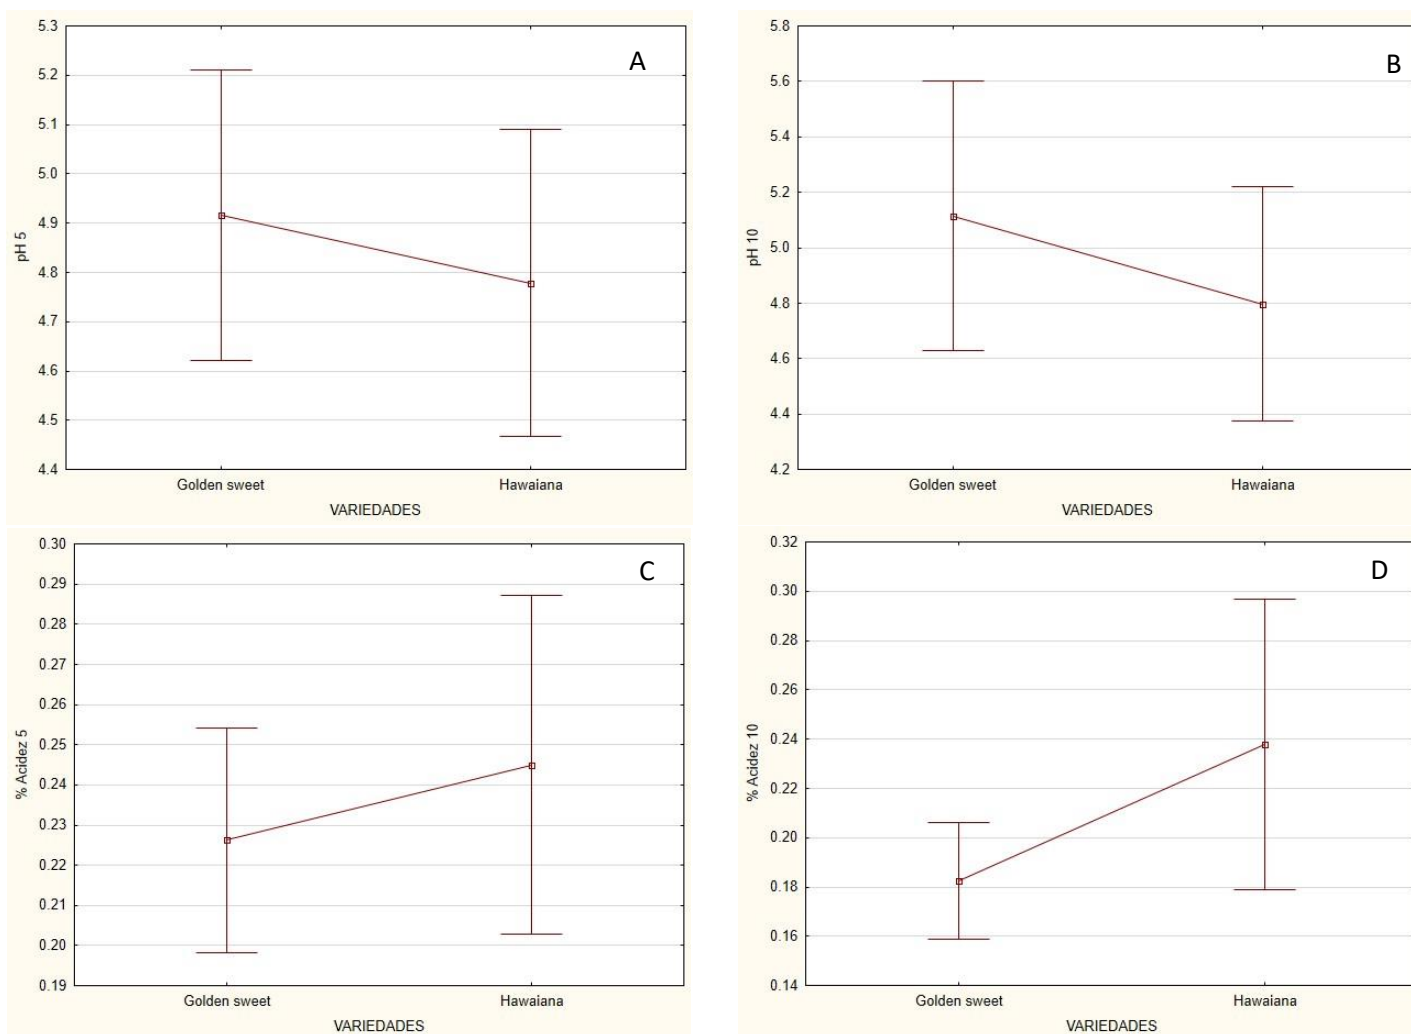 A
5.3
5.2
5.1
5.0
4.9
4.8
4.7
4.6
4.5
4.4
pH 5
Golden sweet Hawaiana
VARIEDADES
B
5.8
5.6
5.4
5.2
5.0
4.8
4.6
4.4
4.2
pH 10
Golden sweet Hawaiana
VARIEDADES
C
0.30
0.29
0.28
0.27
0.26
0.25
0.24
0.23
0.22
0.21
0.20
0.19
% Acidez 5
Golden sweet Hawaiana
VARIEDADES
D
0.32
0.30
0.28
0.26
0.24
0.22
0.20
0.18
0.16
0.14
% Acidez 10
Golden sweet Hawaiana
VARIEDADES